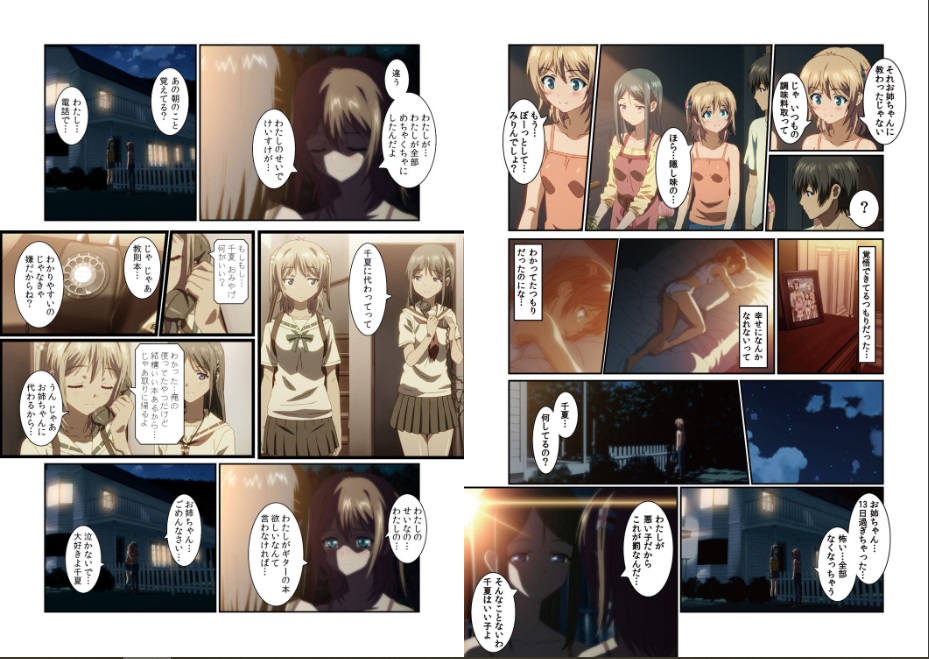 それお姉ちゃんに
教わったじゃない
じゃ いつもの
調味料取って
ほら…隠し味の…
もう…
ぼーっとして…
みりんでしょ？
？
覚悟できてるつもりだった…
幸せになんか
なれないって
わかってたつもり
だったのにな…
千夏…
何してるの？
お姉ちゃん…
13日過ぎちゃった…
怖い…全部
なくなっちゃう
わたしが
悪い子だから
これが罰なんだ…
そんなことないわ
千夏はいい子よ
違う
わたしが…
わたしが全部
めちゃくちゃに
したんだよ
わたしのせいで
けいすけが…
あの朝のこと
覚えてる？
わたし…
電話で…
千夏に代わってって
もしもし…
千夏 おみやげ
何がいい？
じゃ じゃあ
教則本…
わかりやすいの
じゃなきゃ
嫌だからね？
わかった…俺の
使ってたやつだけど
結構いい本あるから…
じゃあ取りに帰るよ
うん じゃあ
お姉ちゃんに
代わるから…
わたしの
せいなの…
わたしの…
わたしがギターの本
欲しいなんて
言わなければ…
お姉ちゃん…
ごめんなさい…
泣かないで…
大好きよ千夏